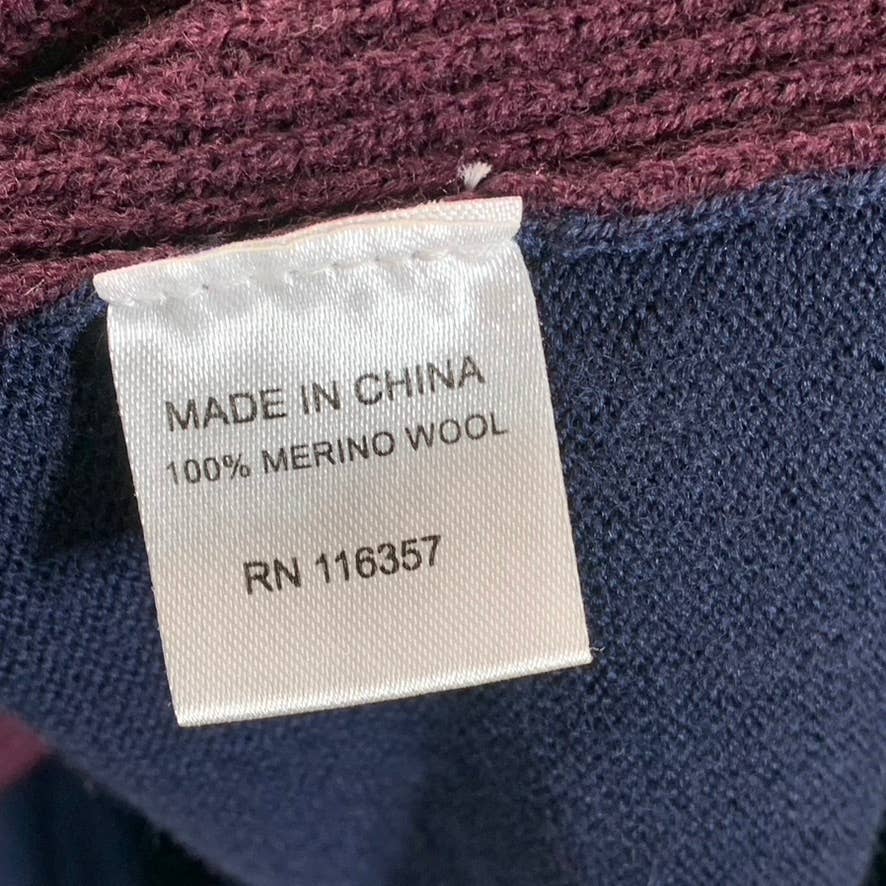 MADE IN CHINA
100% MERINO WOOL
RN 116357